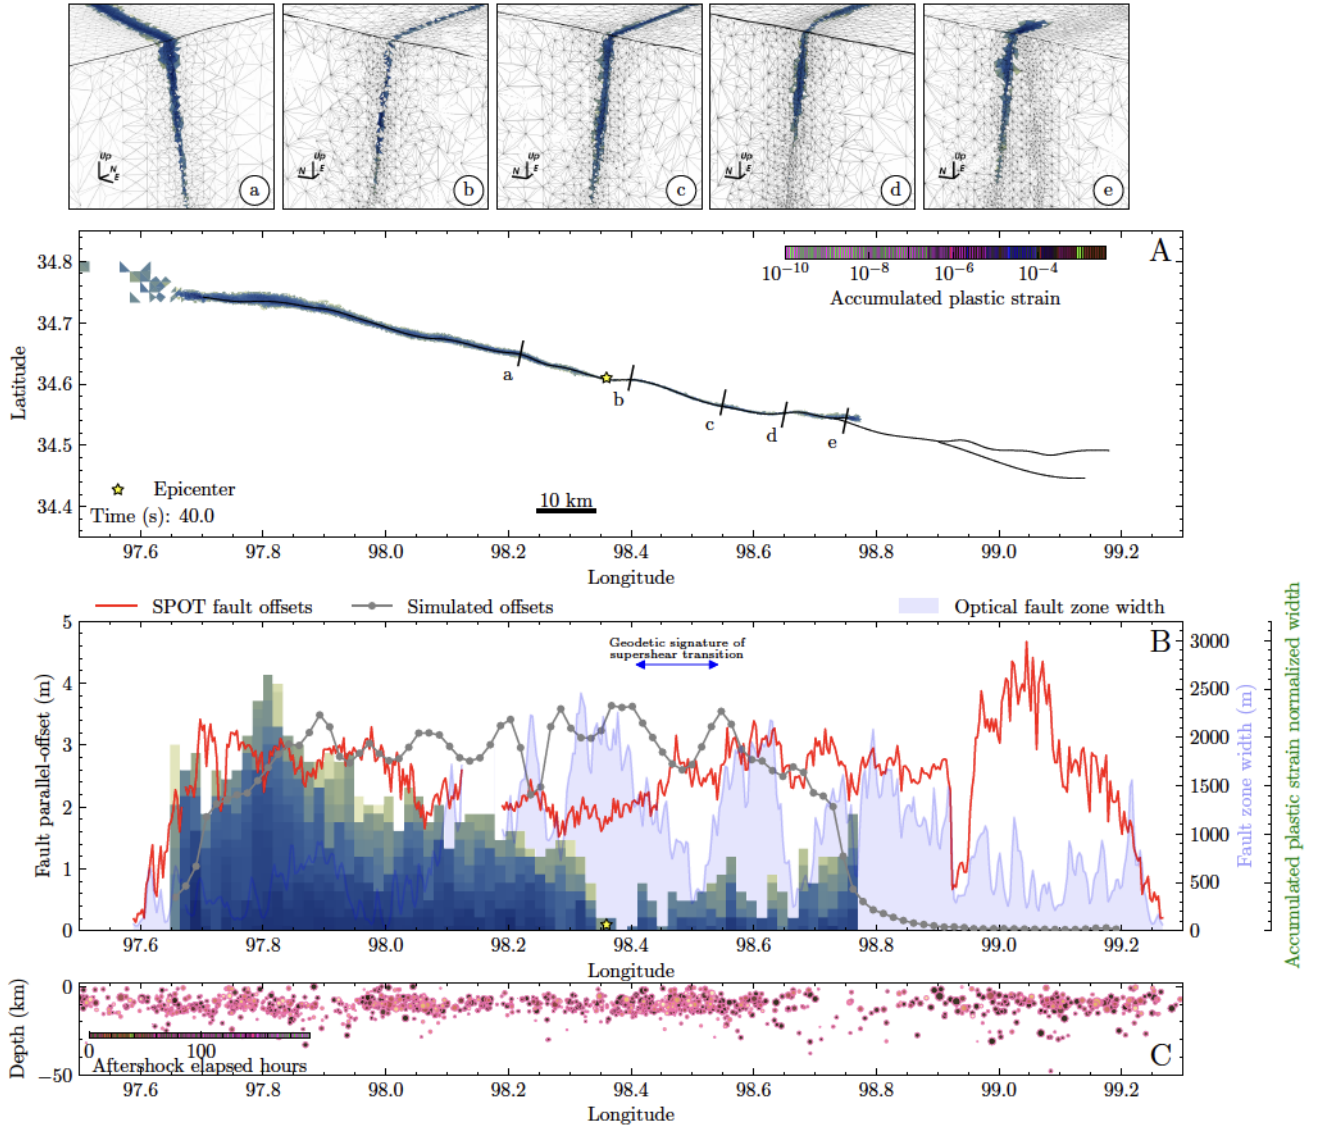 Up
N
E
a
Up
N
E
b
Up
N
E
c
Up
N
E
d
Up
N
E
e
A
34.8
34.7
34.6
34.5
34.4
Latitude
10⁻¹⁰ 10⁻⁸ 10⁻⁶ 10⁻⁴
Accumulated plastic strain
a
b
c
d
e
Epicenter
Time (s): 40.0
10 km
97.6 97.8 98.0 98.2 98.4 98.6 98.8 99.0 99.2
Longitude
SPOT fault offsets Simulated offsets Optical fault zone width
B
Geodetic signature of
supershear transition
5
4
3
2
1
0
Fault parallel-offset (m)
3000
2500
2000
1500
1000
500
0
Fault zone width (m)
Accumulated plastic strain normalized width
97.6 97.8 98.0 98.2 98.4 98.6 98.8 99.0 99.2
Longitude
0
−50
Depth (km)
0 100
Aftershock elapsed hours
C
97.6 97.8 98.0 98.2 98.4 98.6 98.8 99.0 99.2
Longitude